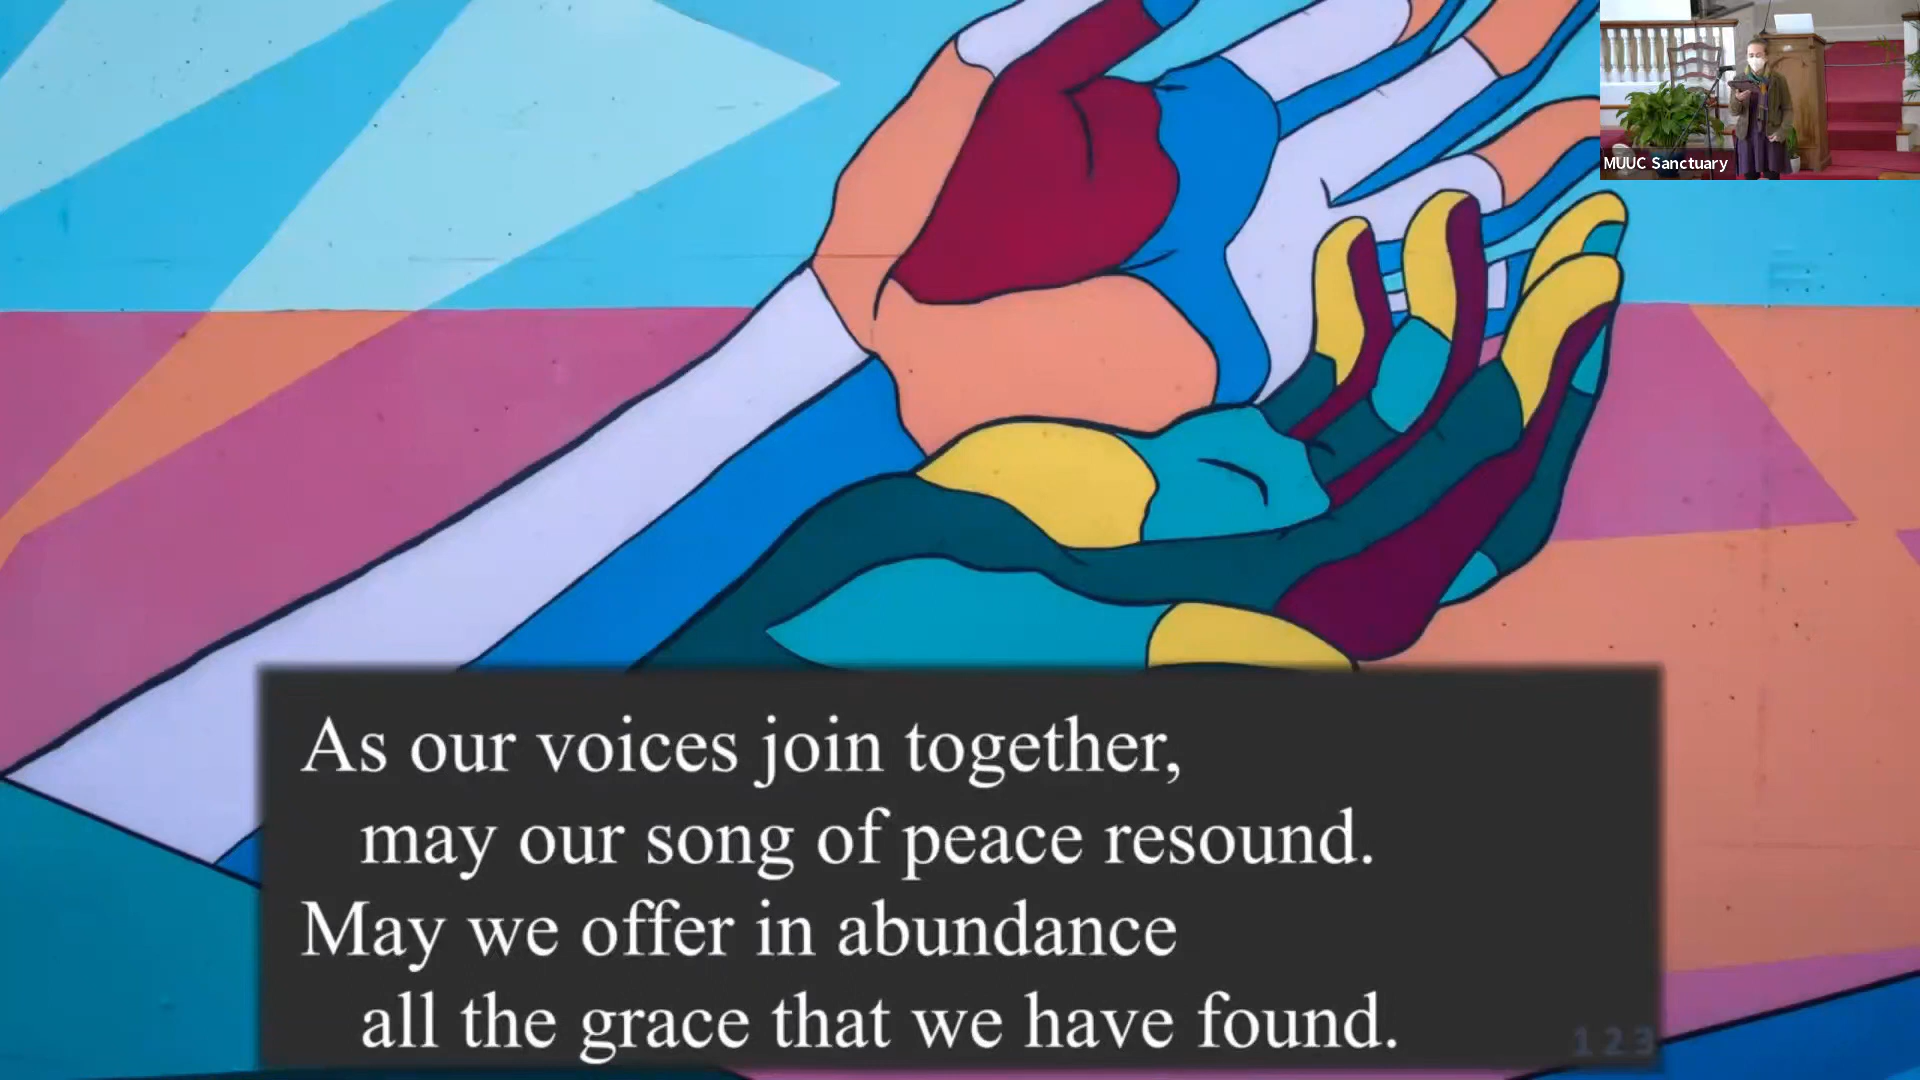 MUUC Sanctuary
As our voices join together,
may our song of peace resound.
May we offer in abundance
all the grace that we have found.
1 2 3